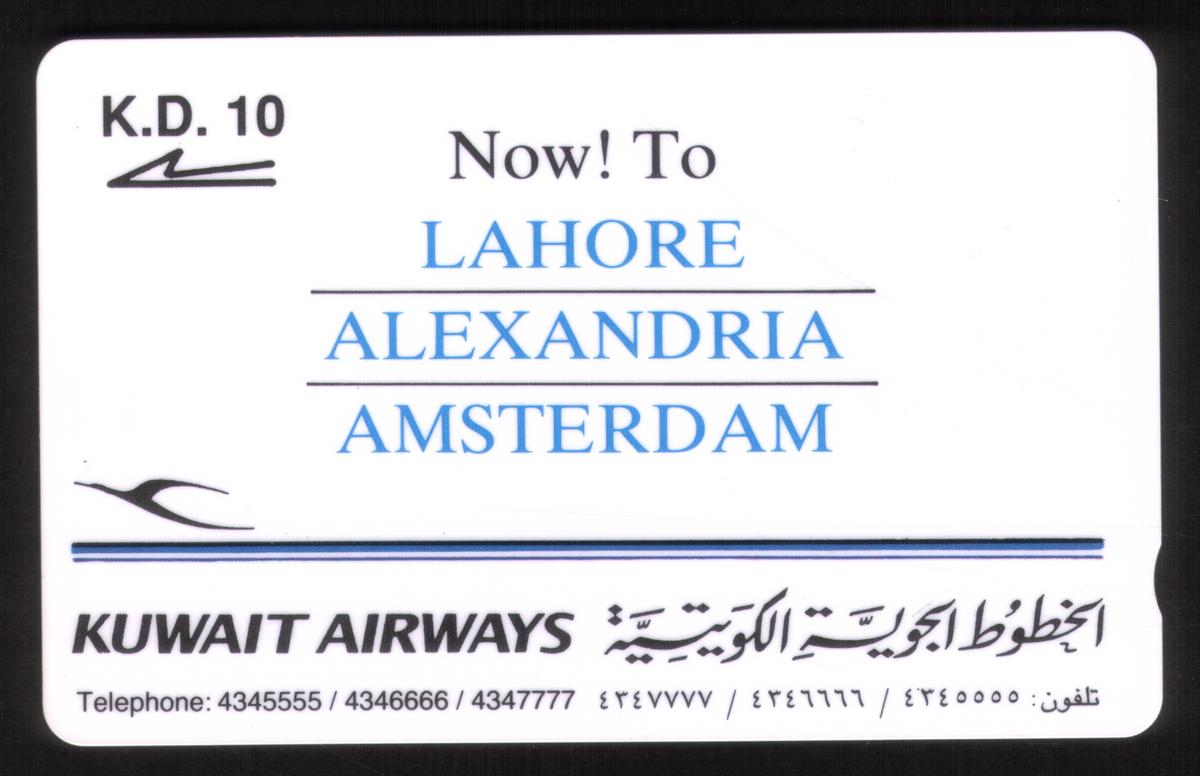 K.D. 10
Now! To
LAHORE
ALEXANDRIA
AMSTERDAM
KUWAIT AIRWAYS الخطوط الجوية الكويتية
Telephone: 4345555 / 4346666 / 4347777 تلفون: ٤٣٤٥٥٥٥ / ٤٣٤٦٦٦٦ / ٤٣٤٧٧٧٧